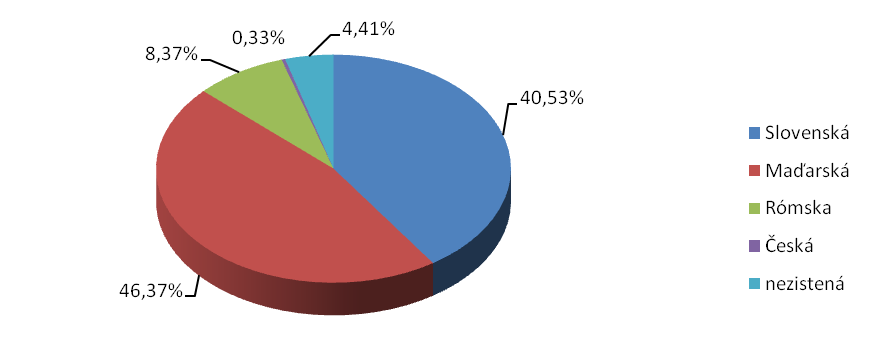 4,41%
0,33%
8,37%
40,53%
46,37%
Slovenská
Maďarská
Rómska
Česká
nezistená